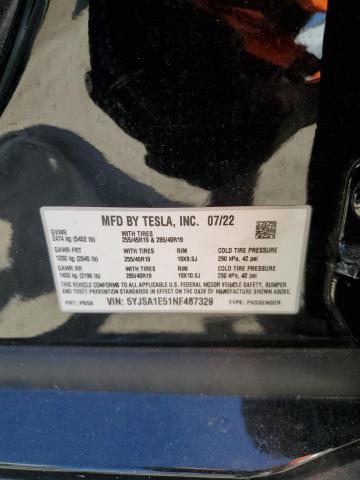 MFD BY TESLA, INC. 07/22
GVWR WITH TIRES
2474 kg (5452 lb) 255/45R19 & 285/40R19
GAWR FRT WITH TIRES RIM COLD TIRE PRESSURE
1200 kg (2645 lb) 255/45R19 19X9.5J 290 kPa, 42 psi
GAWR RR WITH TIRES RIM COLD TIRE PRESSURE
1450 kg (3196 lb) 285/40R19 19X10.5J 290 kPa, 42 psi
THIS VEHICLE CONFORMS TO ALL APPLICABLE FEDERAL MOTOR VEHICLE SAFETY, BUMPER
AND THEFT PREVENTION STANDARDS IN EFFECT ON THE DATE OF MANUFACTURE SHOWN ABOVE.
PNT: PBSB VIN: 5YJSA1E51NF487329 TYPE: PASSENGER